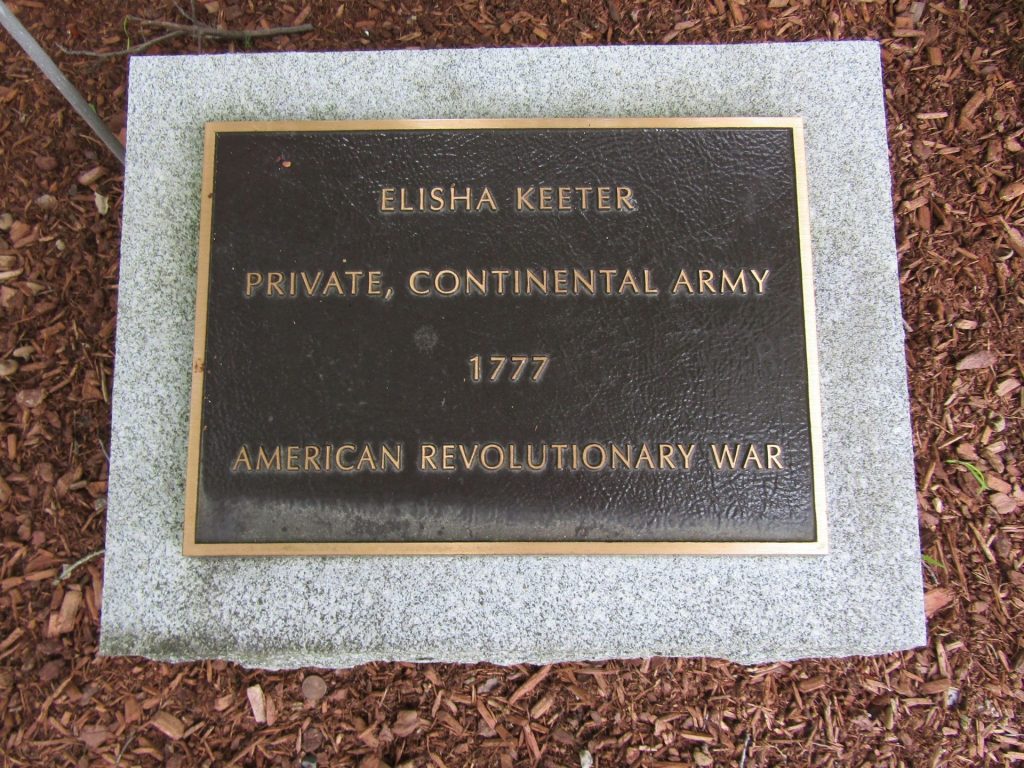 ELISHA KEETER
PRIVATE, CONTINENTAL ARMY
1777
AMERICAN REVOLUTIONARY WAR